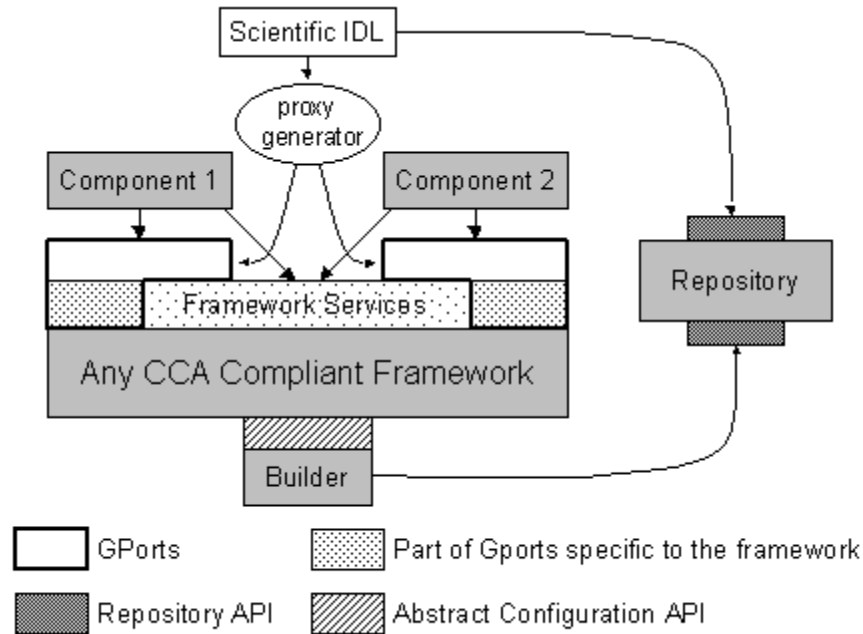 Scientific IDL
proxy
generator
Component 1
Component 2
Repository
Framework Services
Any CCA Compliant Framework
Builder
GPorts
Part of Gports specific to the framework
Repository API
Abstract Configuration API